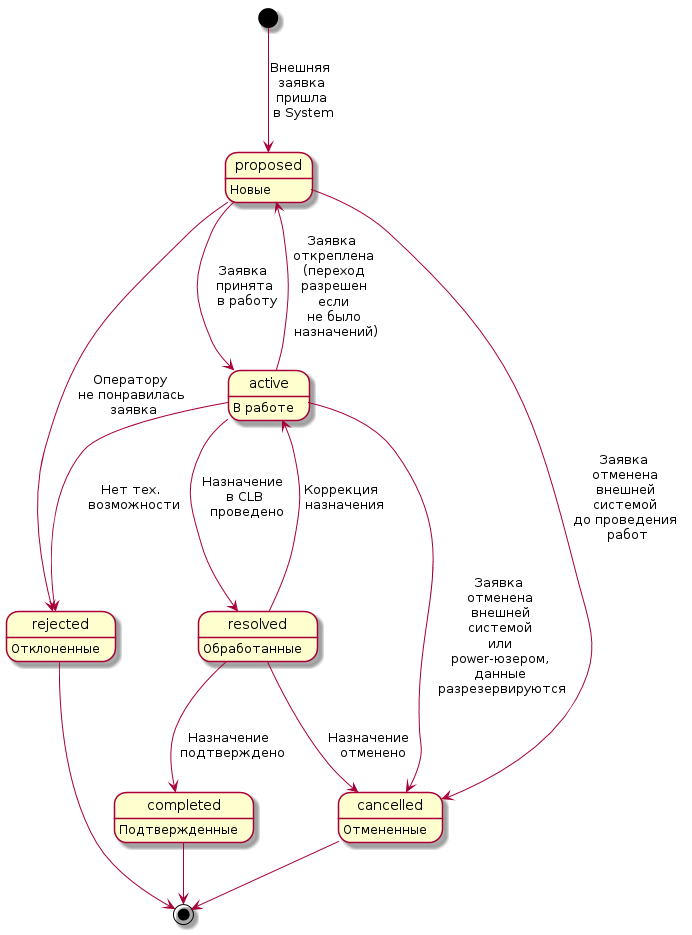 Внешняя
заявка
пришла
в System
proposed
Новые
Заявка
принята
в работу
Заявка
откреплена
(переход
разрешен
если
не было
назначений)
Оператору
не понравилась
заявка
active
В работе
Заявка
отменена
внешней
системой
до проведения
работ
Нет тех.
возможности
Назначение
в CLB
проведено
Коррекция
назначения
Заявка
отменена
внешней
системой
или
power-юзером,
данные
разрезервируются
rejected
Отклоненные
resolved
Обработанные
Назначение
подтверждено
Назначение
отменено
completed
Подтвержденные
cancelled
Отмененные